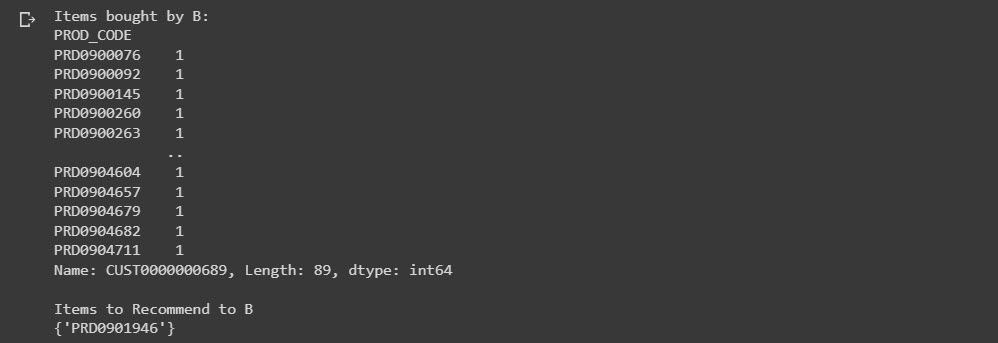 Items bought by B:
PROD_CODE
PRD0900076    1
PRD0900092    1
PRD0900145    1
PRD0900260    1
PRD0900263    1
             ..
PRD0904604    1
PRD0904657    1
PRD0904679    1
PRD0904682    1
PRD0904711    1
Name: CUST0000000689, Length: 89, dtype: int64

Items to Recommend to B
{'PRD0901946'}